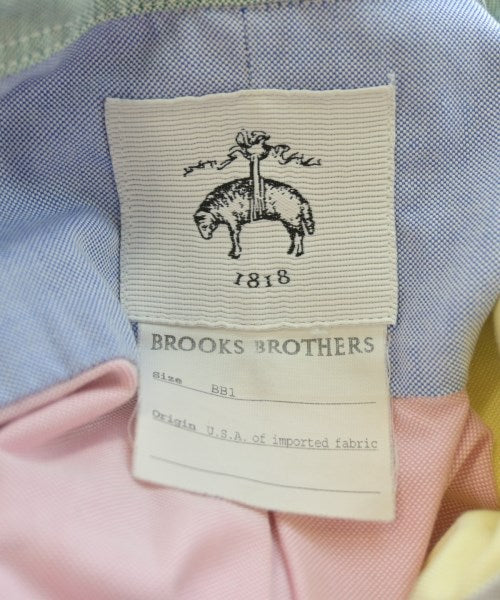 1818
BROOKS BROTHERS
Size BB1
Origin U.S.A. of imported fabric